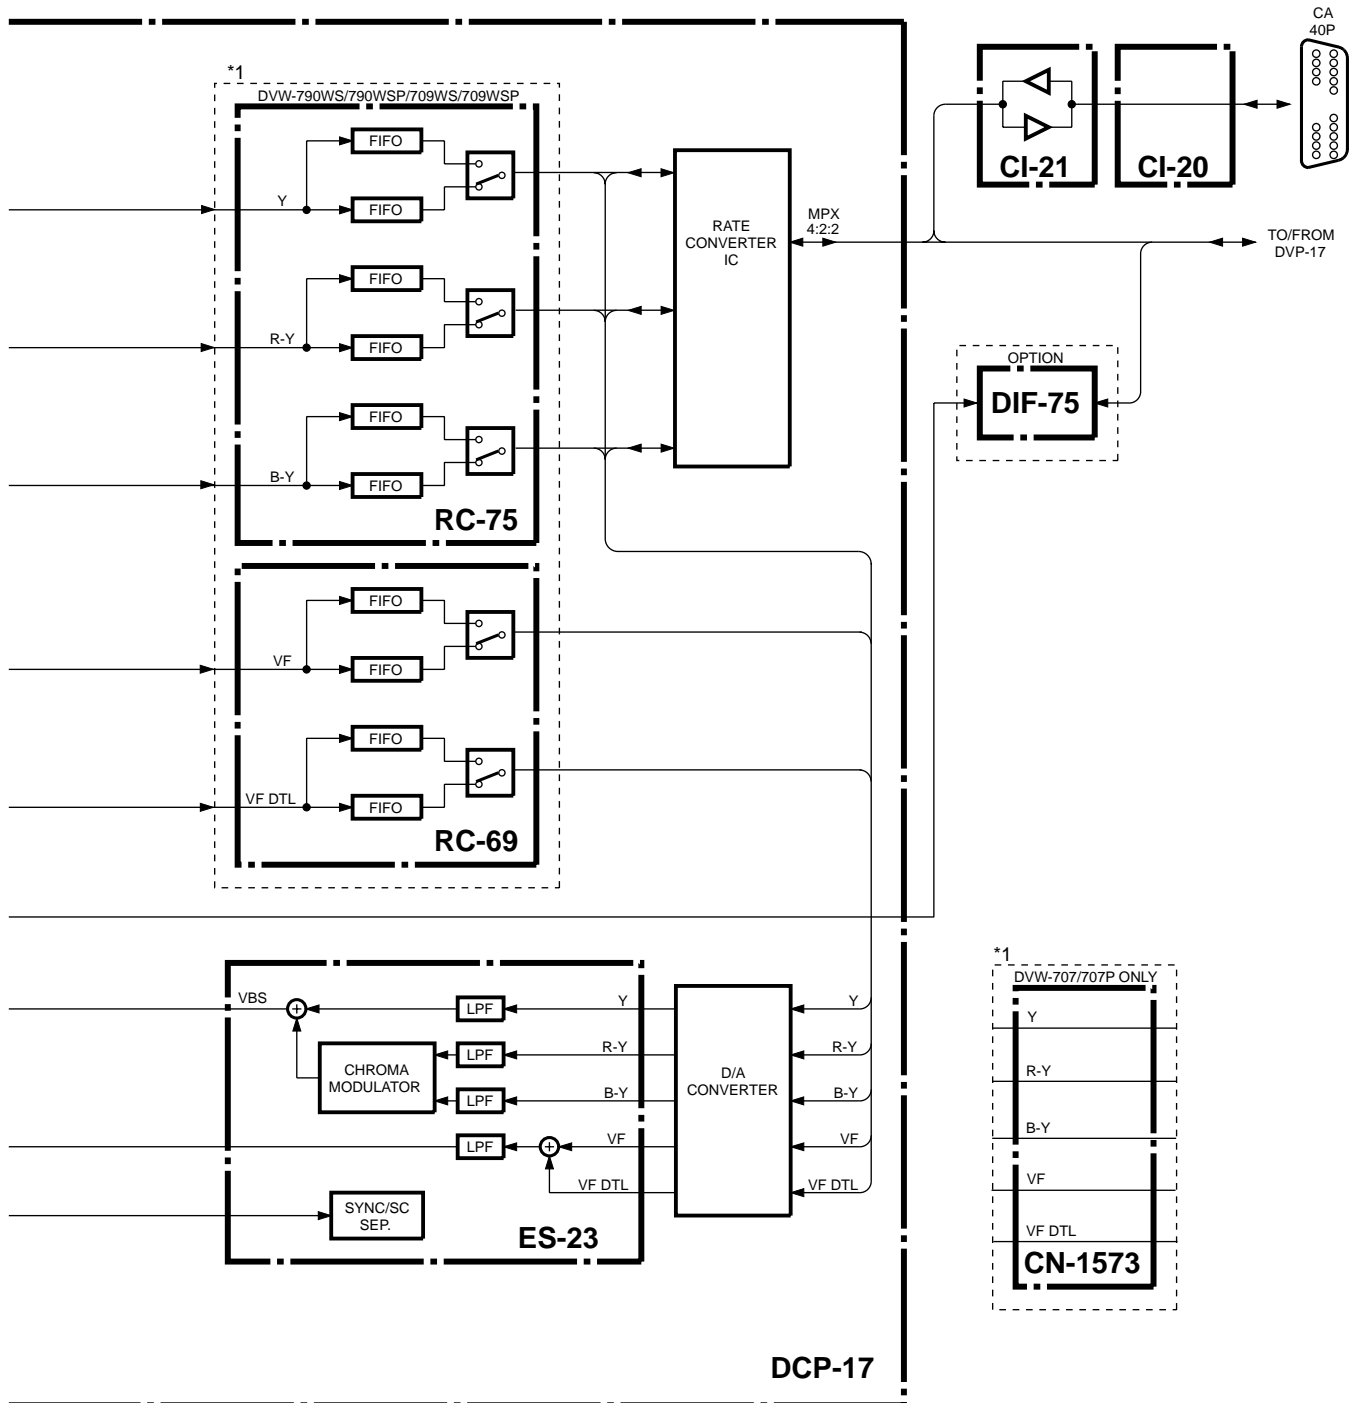 CA
40P
*1
DVW-790WS/790WSP/709WS/709WSP
FIFO
Y
FIFO
CI-21
CI-20
RATE
CONVERTER
IC
MPX
4:2:2
TO/FROM
DVP-17
FIFO
R-Y
FIFO
OPTION
DIF-75
FIFO
B-Y
FIFO
RC-75
FIFO
VF
FIFO
FIFO
VF DTL
FIFO
RC-69
*1
DVW-707/707P ONLY
VBS
+
LPF
Y
Y
Y
CHROMA
MODULATOR
LPF
R-Y
D/A
CONVERTER
R-Y
R-Y
LPF
B-Y
B-Y
B-Y
LPF
+
VF
VF
VF
VF DTL
VF DTL
VF DTL
SYNC/SC
SEP.
ES-23
CN-1573
DCP-17